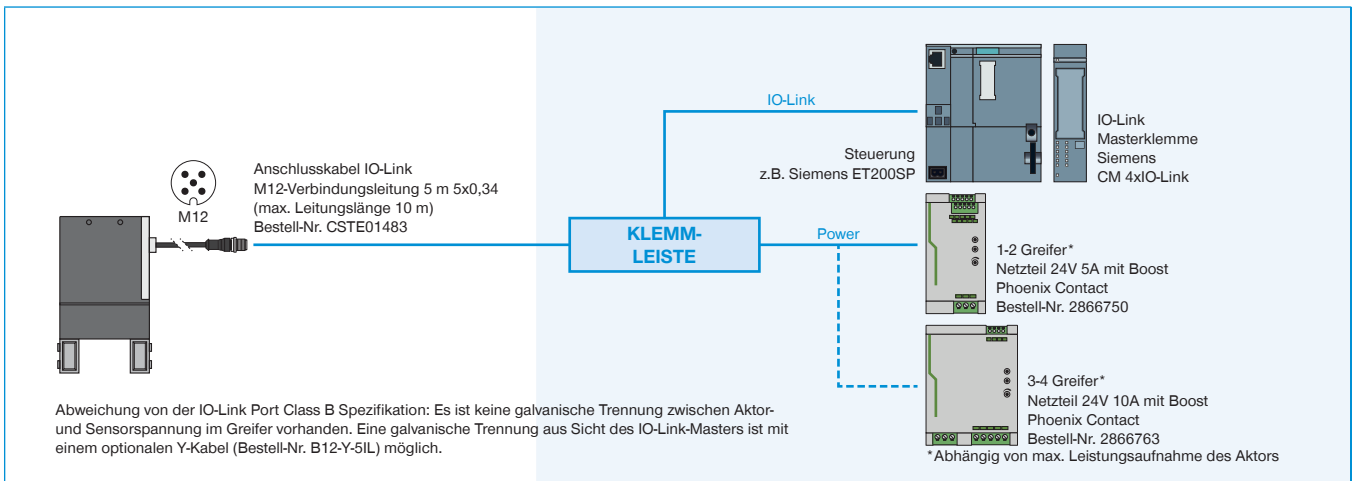 IO-Link
IO-Link
Masterklemme
Siemens
CM 4xIO-Link
Steuerung
z.B. Siemens ET200SP
Anschlusskabel IO-Link
M12-Verbindungsleitung 5 m 5x0,34
(max. Leitungslänge 10 m)
Bestell-Nr. CSTE01483
M12
KLEMM-
LEISTE
Power
1-2 Greifer*
Netzteil 24V 5A mit Boost
Phoenix Contact
Bestell-Nr. 2866750
3-4 Greifer*
Netzteil 24V 10A mit Boost
Phoenix Contact
Bestell-Nr. 2866763
*Abhängig von max. Leistungsaufnahme des Aktors
Abweichung von der IO-Link Port Class B Spezifikation: Es ist keine galvanische Trennung zwischen Aktor-
und Sensorspannung im Greifer vorhanden. Eine galvanische Trennung aus Sicht des IO-Link-Masters ist mit
einem optionalen Y-Kabel (Bestell-Nr. B12-Y-5IL) möglich.